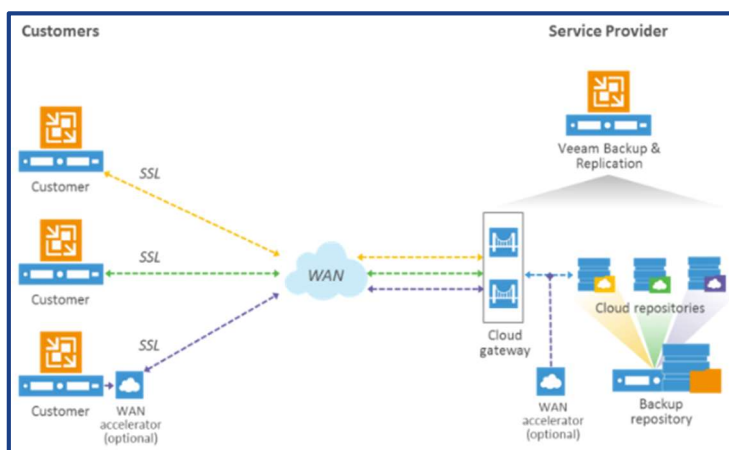 Customers
Service Provider
Veeam Backup &
Replication
Customer
SSL
Customer
SSL
WAN
Customer
SSL
WAN
accelerator
(optional)
Cloud
gateway
WAN
accelerator
(optional)
Cloud repositories
Backup
repository